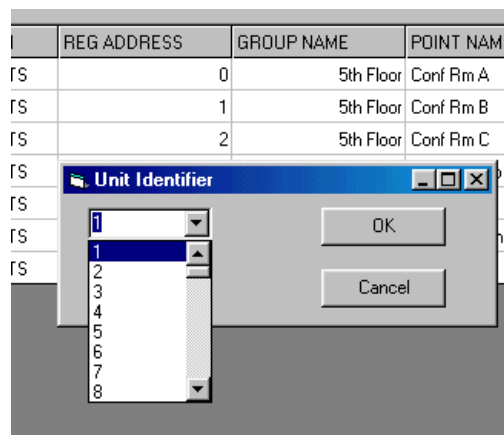 REG ADDRESS GROUP NAME POINT NAM
TS 0 5th Floor Conf Rm A
TS 1 5th Floor Conf Rm B
TS 2 5th Floor Conf Rm C
TS
Unit Identifier
TS
1 OK
TS
1
TS
2
3 Cancel
4
5
6
7
8